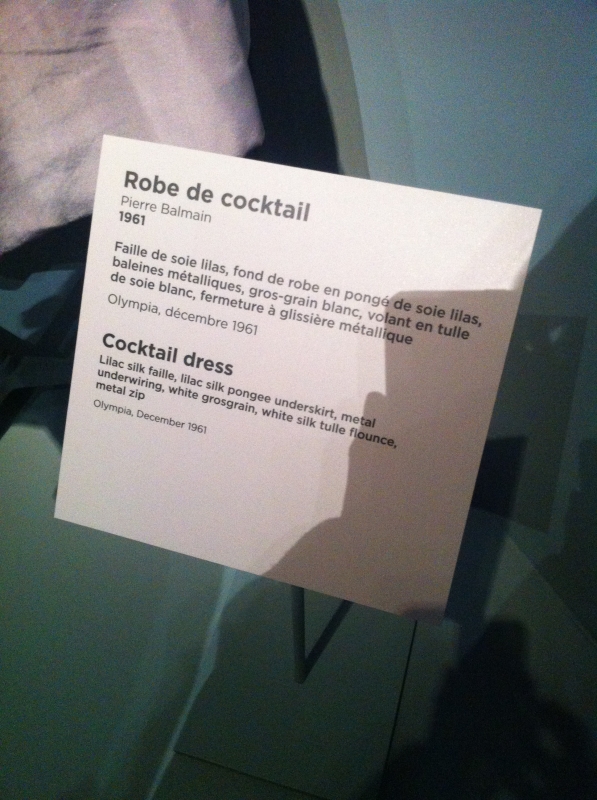 Robe de cocktail
Pierre Balmain
1961
Faille de soie lilas, fond de robe en pongé de soie lilas,
baleines métalliques, gros-grain blanc, volant en tulle
de soie blanc, fermeture à glissière métallique
Olympia, décembre 1961
Cocktail dress
Lilac silk faille, lilac silk pongee underskirt, metal
underwiring, white grosgrain, white silk tulle flounce,
metal zip
Olympia, December 1961